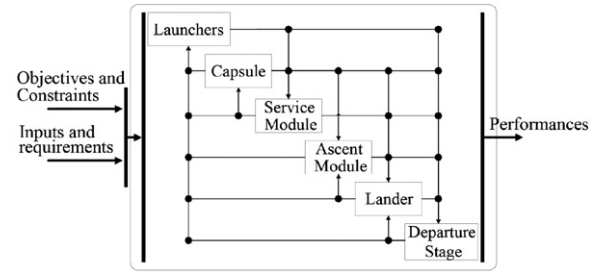 Launchers
Capsule
Objectives and
Constraints
Service
Module
Inputs and
requirements
Performances
Ascent
Module
Lander
Departure
Stage